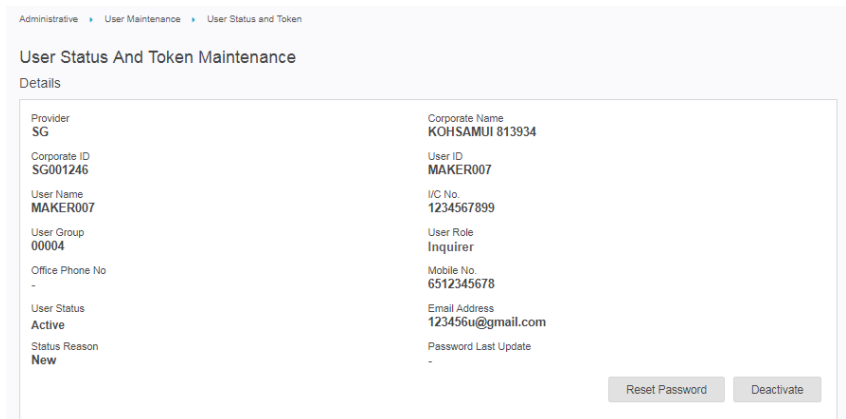 Administrative ▸ User Maintenance ▸ User Status and Token
User Status And Token Maintenance
Details
Provider
SG
Corporate Name
KOHSAMUI 813934
Corporate ID
SG001246
User ID
MAKER007
User Name
MAKER007
I/C No.
1234567899
User Group
00004
User Role
Inquirer
Office Phone No
-
Mobile No.
6512345678
User Status
Active
Email Address
123456u@gmail.com
Status Reason
New
Password Last Update
-
Reset Password
Deactivate